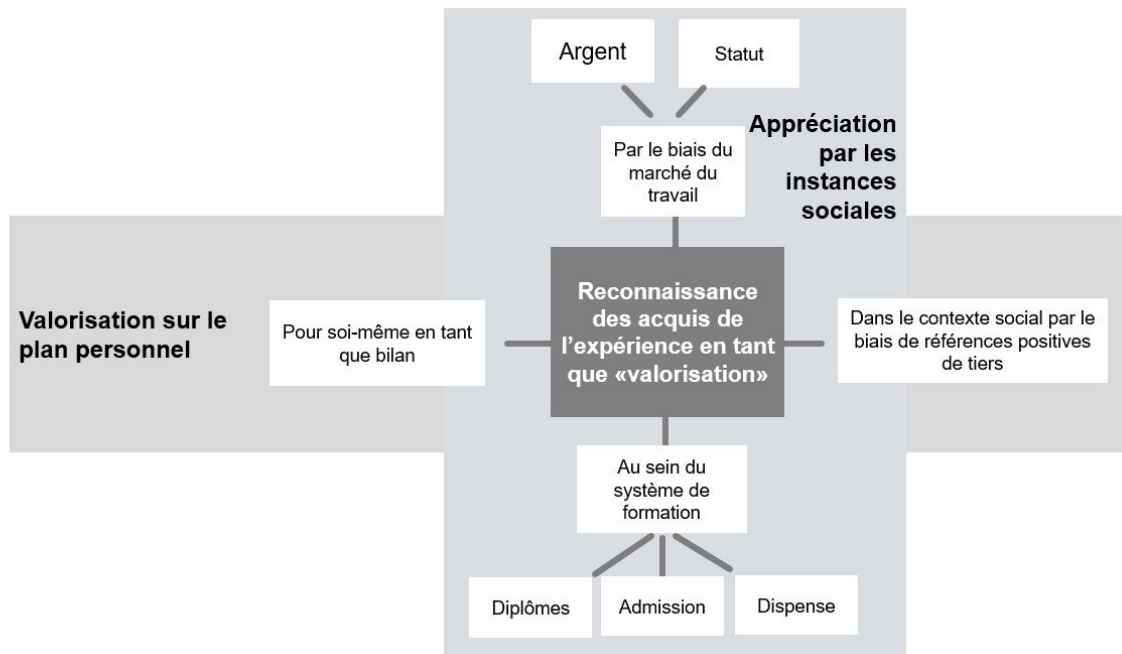 Argent
Statut
Appréciation
par les
instances
sociales
Par le biais du
marché du
travail
Valorisation sur le
plan personnel
Pour soi-même en tant
que bilan
Reconnaissance
des acquis de
l’expérience en tant
que «valorisation»
Dans le contexte social par le
biais de références positives
de tiers
Au sein du
système de
formation
Diplômes
Admission
Dispense